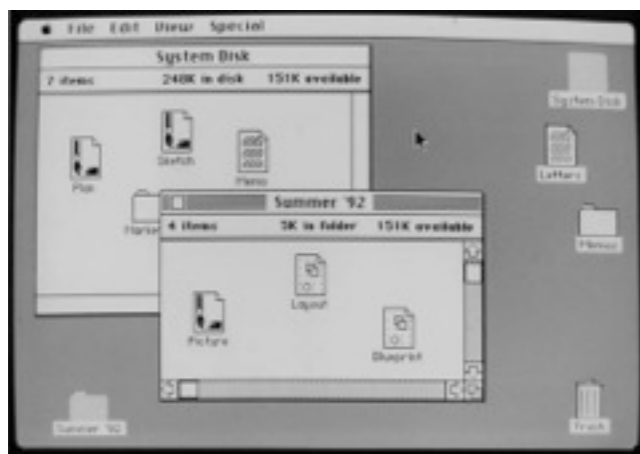 File Edit View Special
System Disk
7 items 248K in disk 151K available
System Disk
Sketch
Memo
Letters
Summer '92
4 items 3K in folder 151K available
Memos
Layout
Picture
Blueprint
Summer '92
Trash